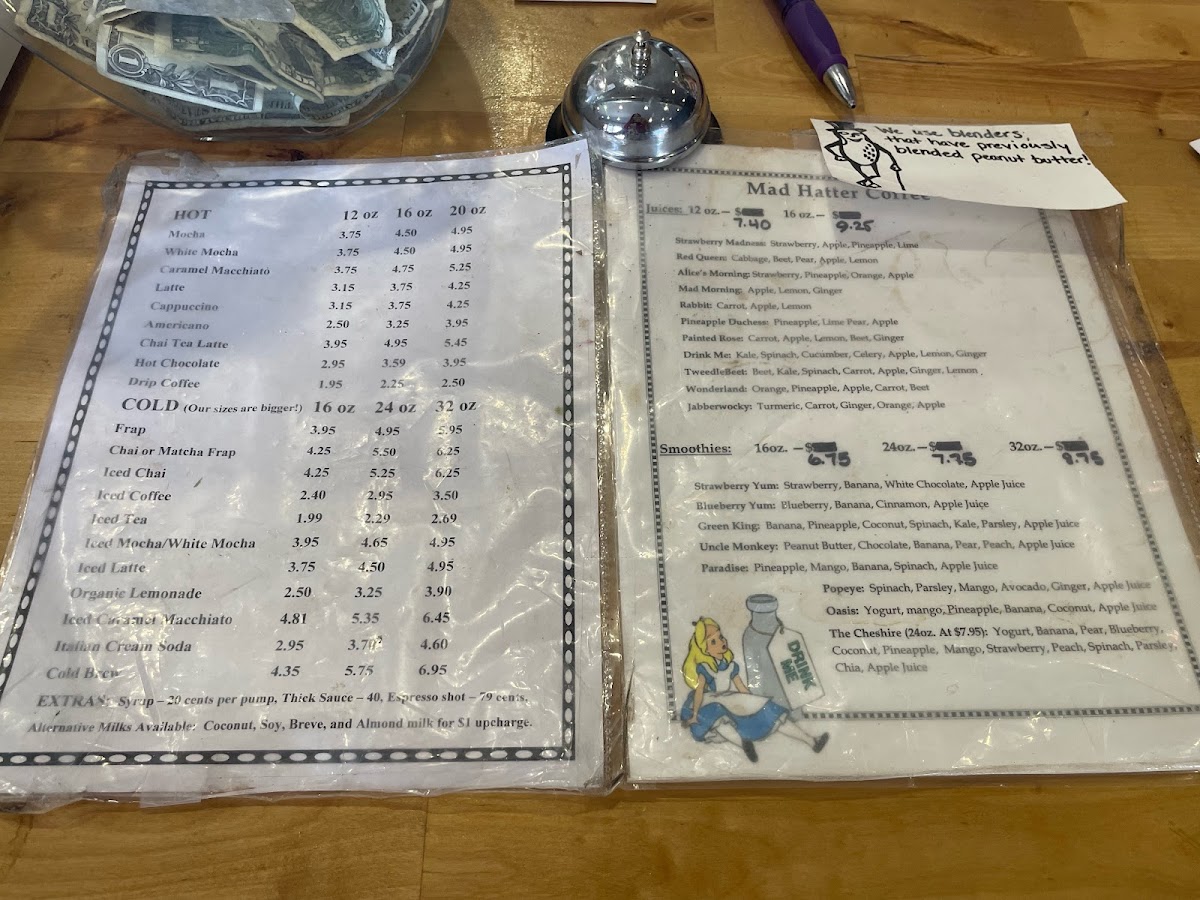 HOT 12 oz 16 oz 20 oz
Mocha 3.75 4.50 4.95
White Mocha 3.75 4.50 4.95
Caramel Macchiato 3.75 4.75 5.25
Latte 3.15 3.75 4.25
Cappuccino 3.15 3.75 4.25
Americano 2.50 3.25 3.95
Chai Tea Latte 3.95 4.95 5.45
Hot Chocolate 2.95 3.59 3.95
Drip Coffee 1.95 2.25 2.50
COLD (Our sizes are bigger!) 16 oz 24 oz 32 oz
Frap 3.95 4.95 5.95
Chai or Matcha Frap 4.25 5.50 6.25
Iced Chai 4.25 5.25 6.25
Iced Coffee 2.40 2.95 3.50
Iced Tea 1.99 2.29 2.69
Iced Mocha/White Mocha 3.95 4.65 4.95
Iced Latte 3.75 4.50 4.95
Organic Lemonade 2.50 3.25 3.90
Iced Caramel Macchiato 4.81 5.35 6.45
Italian Cream Soda 2.95 3.70 4.60
Cold Brew 4.35 5.75 6.95
EXTRAS: Syrup – 20 cents per pump, Thick Sauce – 40, Espresso shot – 79 cents,
Alternative Milks Available: Coconut, Soy, Breve, and Almond milk for $1 upcharge.
We use blenders,
that have previously
blended peanut butter!
Mad Hatter Coffee
Juices: 12 oz.– $ 16 oz.– $
7.40 9.25
Strawberry Madness: Strawberry, Apple, Pineapple, Lime
Red Queen: Cabbage, Beet, Pear, Apple, Lemon
Alice's Morning: Strawberry, Pineapple, Orange, Apple
Mad Morning: Apple, Lemon, Ginger
Rabbit: Carrot, Apple, Lemon
Pineapple Duchess: Pineapple, Lime Pear, Apple
Painted Rose: Carrot, Apple, Lemon, Beet, Ginger
Drink Me: Kale, Spinach, Cucumber, Celery, Apple, Lemon, Ginger
TweedleBeet: Beet, Kale, Spinach, Carrot, Apple, Ginger, Lemon
Wonderland: Orange, Pineapple, Apple, Carrot, Beet
Jabberwocky: Turmeric, Carrot, Ginger, Orange, Apple
Smoothies: 16oz. –$ 24oz. –$ 32oz. –$
6.75 7.75 8.75
Strawberry Yum: Strawberry, Banana, White Chocolate, Apple Juice
Blueberry Yum: Blueberry, Banana, Cinnamon, Apple Juice
Green King: Banana, Pineapple, Coconut, Spinach, Kale, Parsley, Apple Juice
Uncle Monkey: Peanut Butter, Chocolate, Banana, Pear, Peach, Apple Juice
Paradise: Pineapple, Mango, Banana, Spinach, Apple Juice
Popeye: Spinach, Parsley, Mango, Avocado, Ginger, Apple Juice
Oasis: Yogurt, mango, Pineapple, Banana, Coconut, Apple Juice
The Cheshire (24oz. At $7.95): Yogurt, Banana, Pear, Blueberry,
Coconut, Pineapple, Mango, Strawberry, Peach, Spinach, Parsley,
Chia, Apple Juice
DRINK
ME